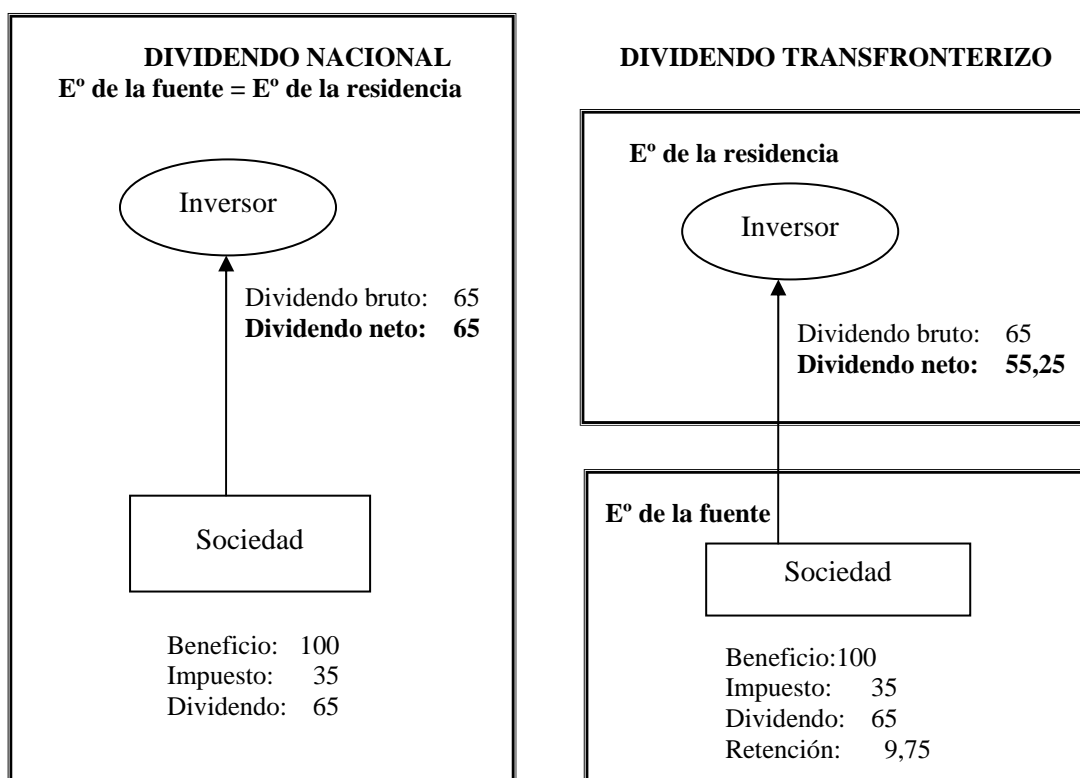 DIVIDENDO NACIONAL
Eº de la fuente = Eº de la residencia
Inversor
Dividendo bruto: 65
Dividendo neto: 65
Sociedad
Beneficio: 100
Impuesto: 35
Dividendo: 65
DIVIDENDO TRANSFRONTERIZO
Eº de la residencia
Inversor
Dividendo bruto: 65
Dividendo neto: 55,25
Eº de la fuente
Sociedad
Beneficio:100
Impuesto: 35
Dividendo: 65
Retención: 9,75